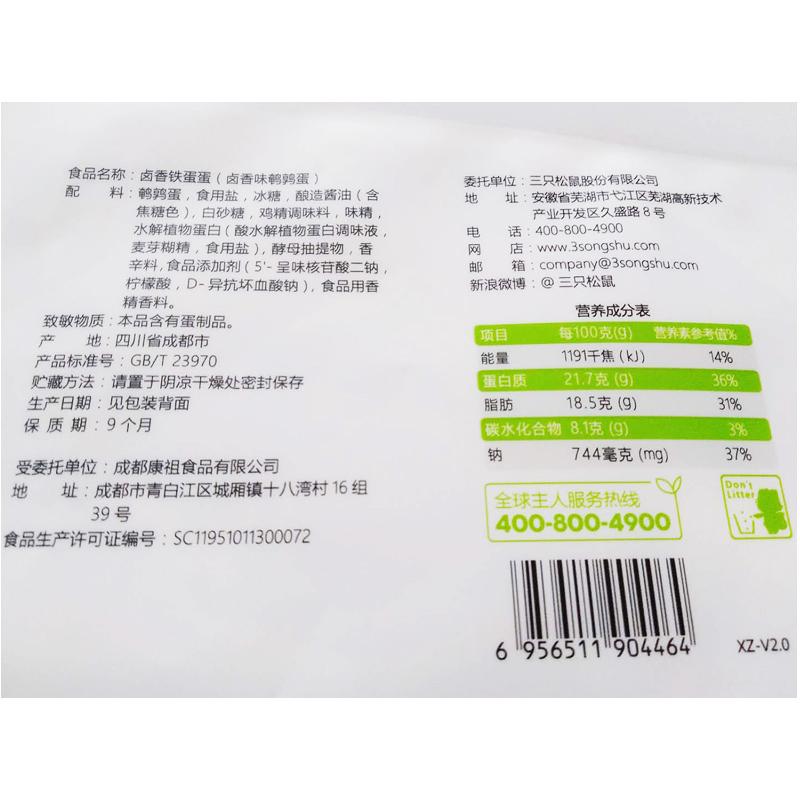 食品名称：卤香铁蛋蛋（卤香味鹌鹑蛋）
配 料：鹌鹑蛋，食用盐，冰糖，酿造酱油（含
焦糖色），白砂糖，鸡精调味料，味精，
水解植物蛋白（酸水解植物蛋白调味液，
麦芽糊精，食用盐），酵母抽提物，香
辛料，食品添加剂（5'-呈味核苷酸二钠，
柠檬酸，D-异抗坏血酸钠），食品用香
精香料。
致敏物质：本品含有蛋制品。
产 地：四川省成都市
产品标准号：GB/T 23970
贮藏方法：请置于阴凉干燥处密封保存
生产日期：见包装背面
保 质 期：9个月
受委托单位：成都康祖食品有限公司
地 址：成都市青白江区城厢镇十八湾村16组
39号
食品生产许可证编号：SC11951011300072
委托单位：三只松鼠股份有限公司
地 址：安徽省芜湖市弋江区芜湖高新技术
产业开发区久盛路8号
电 话：400-800-4900
网 店：www.3songshu.com
邮 箱：company@3songshu.com
新浪微博：@三只松鼠
营养成分表
项目 每100克(g) 营养素参考值%
能量 1191千焦(kJ) 14%
蛋白质 21.7克(g) 36%
脂肪 18.5克(g) 31%
碳水化合物 8.1克(g) 3%
钠 744毫克(mg) 37%
全球主人服务热线
400-800-4900
Don't
Litter
6 956511 904464
XZ-V2.0